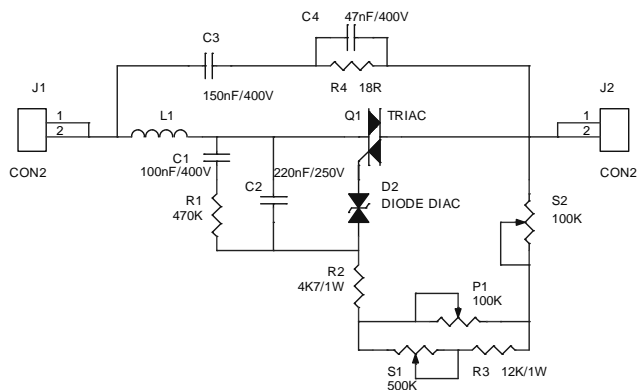 C4
47nF/400V
C3
R4 18R
150nF/400V
J1
1
2
CON2
L1
Q1
TRIAC
J2
1
2
CON2
C1
100nF/400V
C2
220nF/250V
R1
470K
D2
DIODE DIAC
S2
100K
R2
4K7/1W
P1
100K
S1
500K
R3 12K/1W